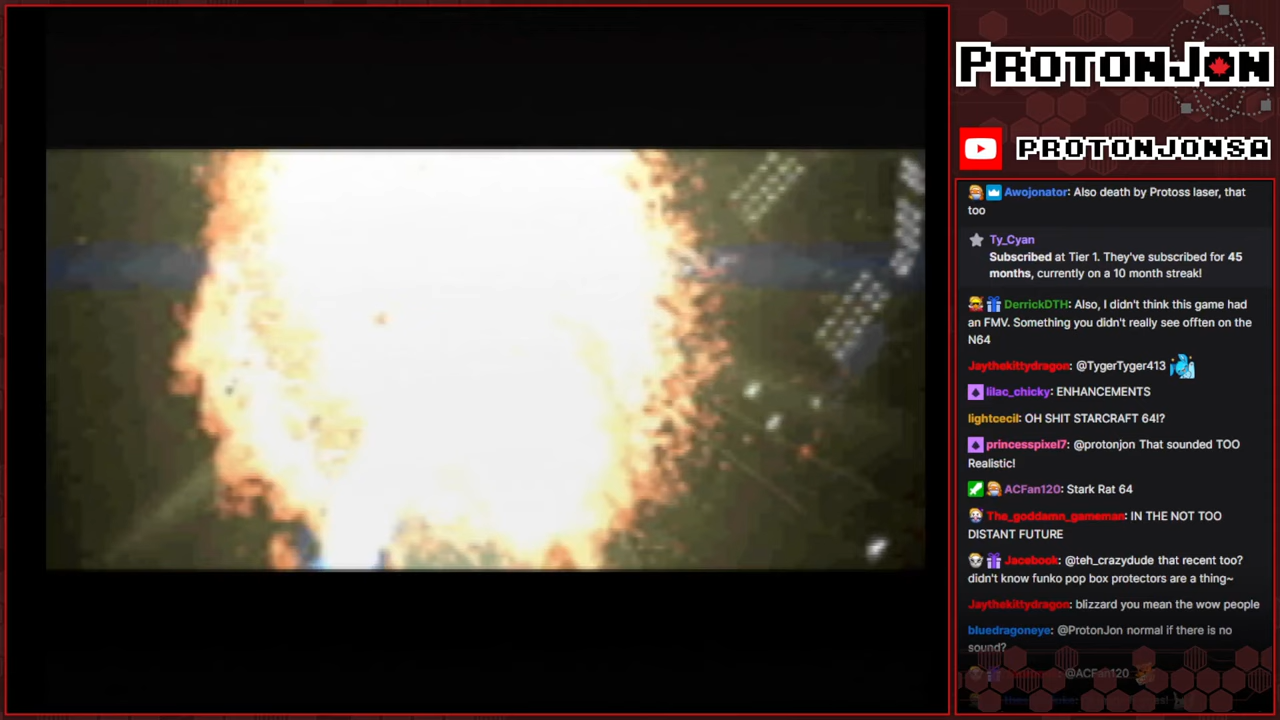 PROTONJON
PROTONJONSA
Awojonator: Also death by Protoss laser, that
too
Ty_Cyan
Subscribed at Tier 1. They've subscribed for 45
months, currently on a 10 month streak!
DerrickDTH: Also, I didn't think this game had
an FMV. Something you didn't really see offten on the
N64
Jaythekittydragon: @TygerTyger413
lilac_chicky: ENHANCEMENTS
lightcecil: OH SHIT STARCRAFT 64!?
princesspixel7: @protonjon That sounded TOO
Realistic!
ACFan120: Stark Rat 64
The_goddamn_gameman: IN THE NOT TOO
DISTANT FUTURE
Jacebook: @teh_crazydude that recent too?
didn't know funko pop box protectors are a thing~
Jaythekittydragon: blizzard you mean the wow people
bluedragoneye: @ProtonJon normal if there is no
sound?
@ACFan120